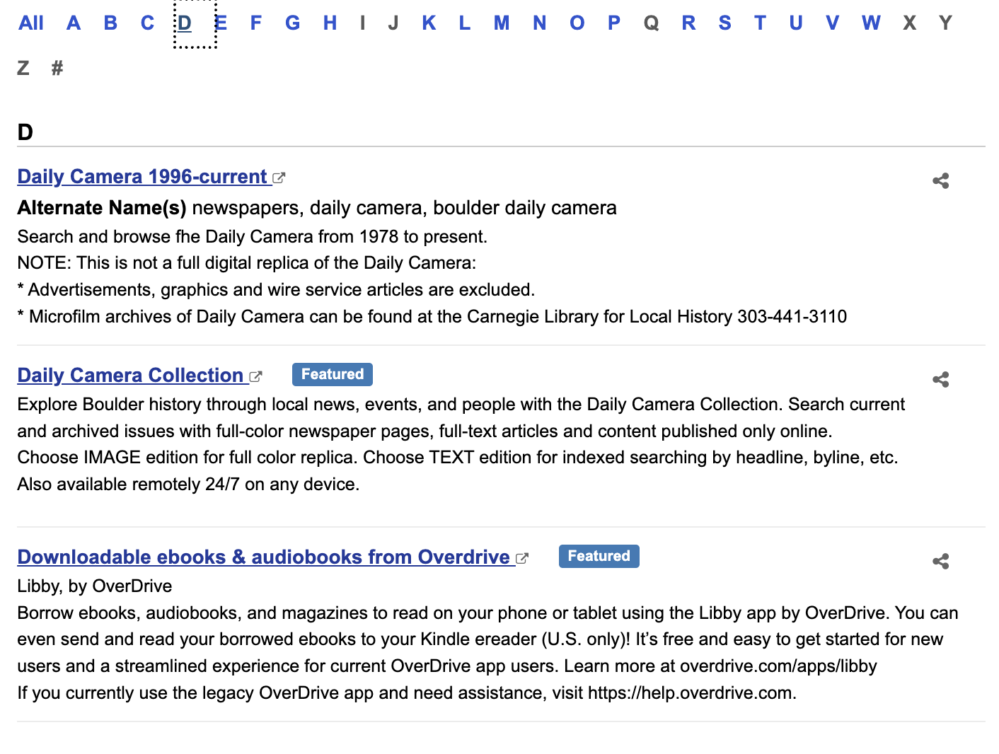 All A B C D E F G H I J K L M N O P Q R S T U V W X Y
Z #
D
Daily Camera 1996-current
Alternate Name(s) newspapers, daily camera, boulder daily camera
Search and browse fhe Daily Camera from 1978 to present.
NOTE: This is not a full digital replica of the Daily Camera:
* Advertisements, graphics and wire service articles are excluded.
* Microfilm archives of Daily Camera can be found at the Carnegie Library for Local History 303-441-3110
Daily Camera Collection Featured
Explore Boulder history through local news, events, and people with the Daily Camera Collection. Search current
and archived issues with full-color newspaper pages, full-text articles and content published only online.
Choose IMAGE edition for full color replica. Choose TEXT edition for indexed searching by headline, byline, etc.
Also available remotely 24/7 on any device.
Downloadable ebooks & audiobooks from Overdrive Featured
Libby, by OverDrive
Borrow ebooks, audiobooks, and magazines to read on your phone or tablet using the Libby app by OverDrive. You can
even send and read your borrowed ebooks to your Kindle ereader (U.S. only)! It’s free and easy to get started for new
users and a streamlined experience for current OverDrive app users. Learn more at overdrive.com/apps/libby
If you currently use the legacy OverDrive app and need assistance, visit https://help.overdrive.com.